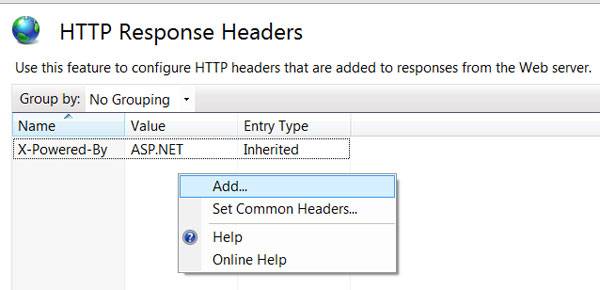 HTTP Response Headers
Use this feature to configure HTTP headers that are added to responses from the Web server.
Group by: No Grouping
Name Value Entry Type
X-Powered-By ASP.NET Inherited
Add...
Set Common Headers...
Help
Online Help